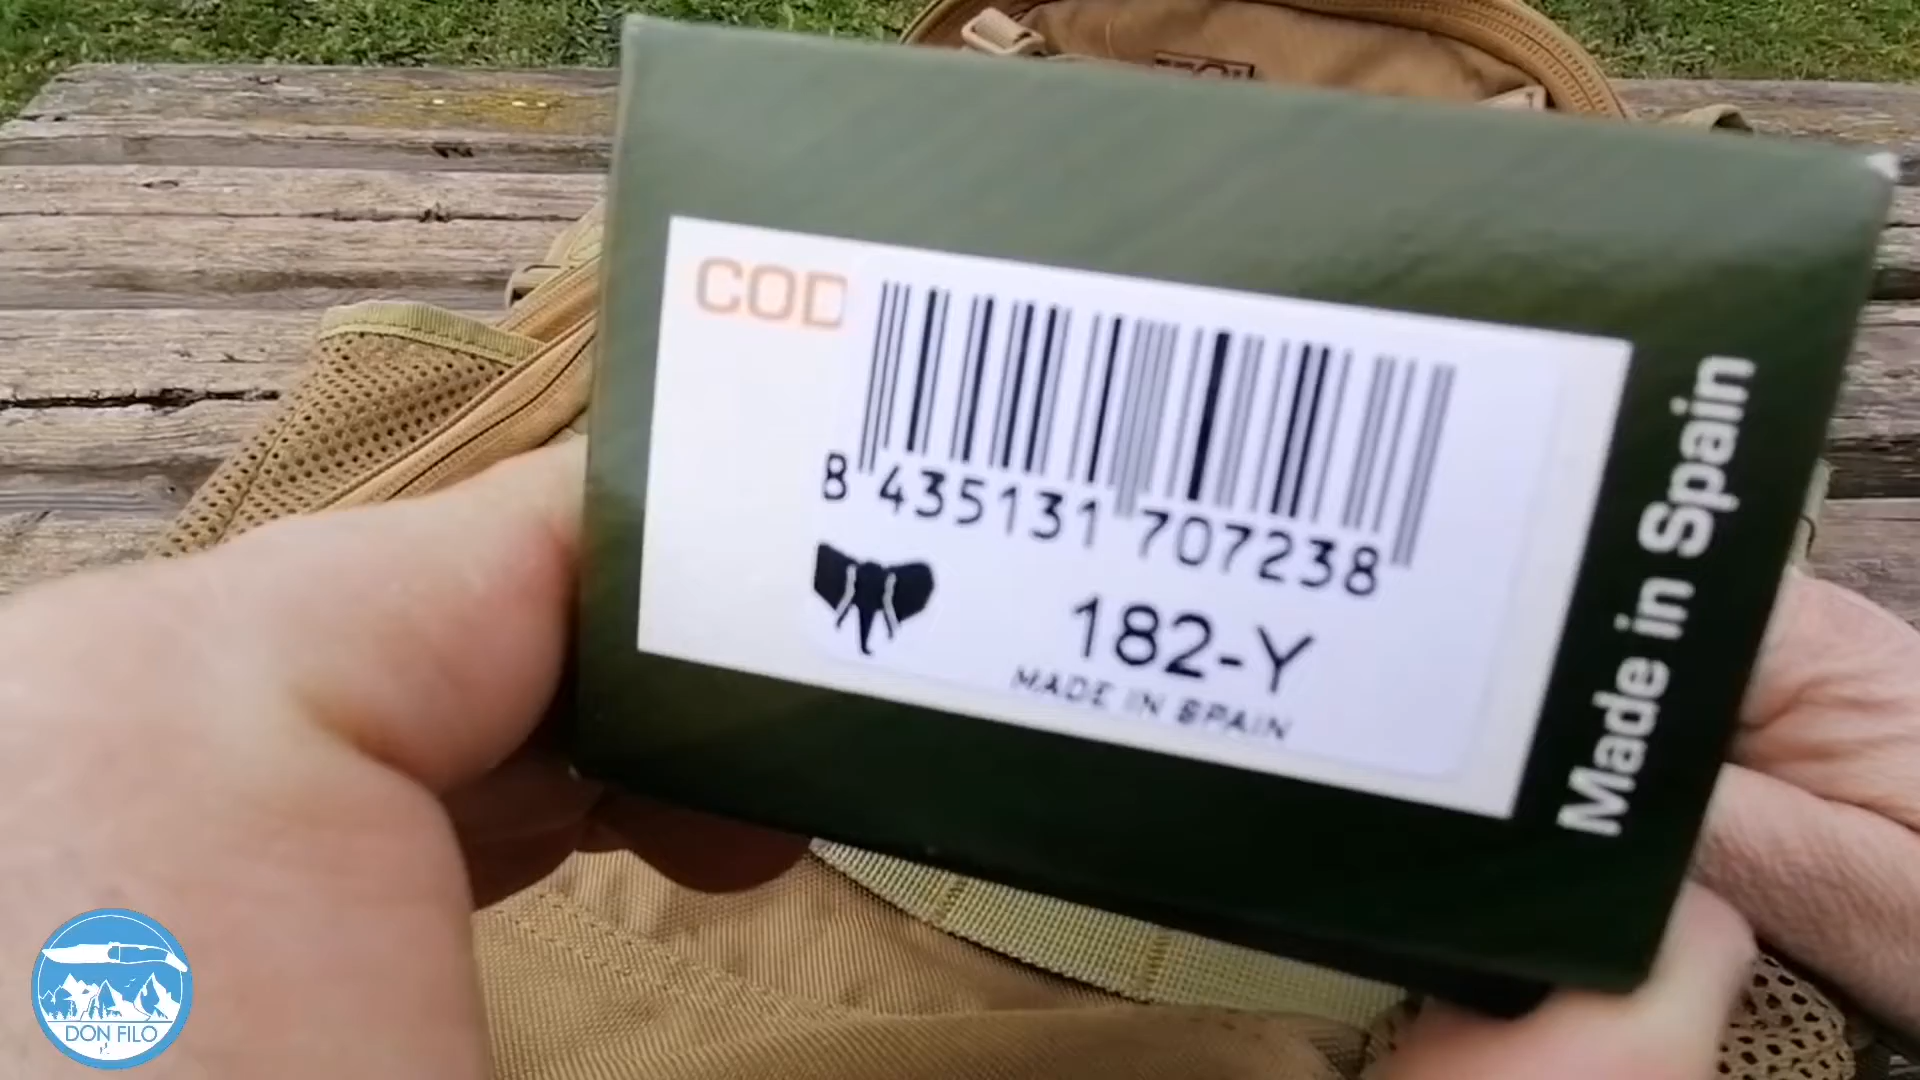 COD
8 435131 707238
182-Y
MADE IN SPAIN
Made in Spain
DON FILO